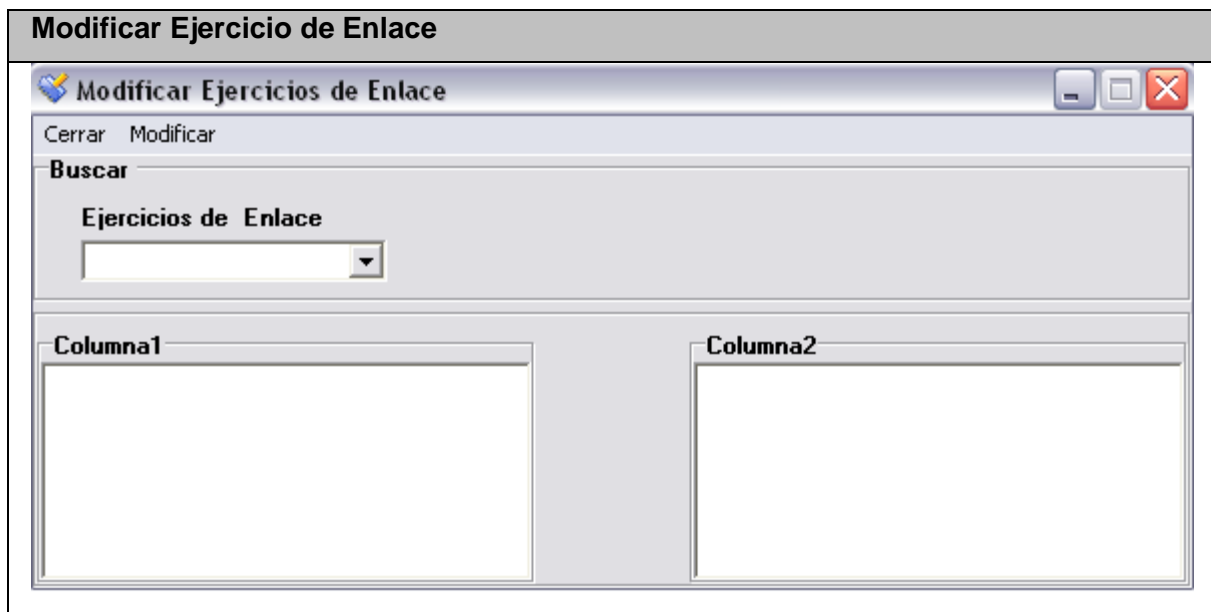 Modificar Ejercicio de Enlace
Modificar Ejercicios de Enlace
Cerrar Modificar
Buscar
Ejercicios de Enlace
Columna1 Columna2